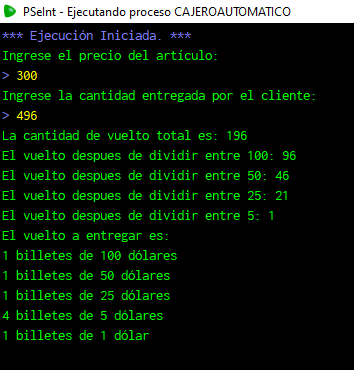 PSeInt - Ejecutando proceso CAJEROAUTOMATICO
*** Ejecución Iniciada. ***
Ingrese el precio del artículo:
> 300
Ingrese la cantidad entregada por el cliente:
> 496
La cantidad de vuelto total es: 196
El vuelto despues de dividir entre 100: 96
El vuelto despues de dividir entre 50: 46
El vuelto despues de dividir entre 25: 21
El vuelto despues de dividir entre 5: 1
El vuelto a entregar es:
1 billetes de 100 dólares
1 billetes de 50 dólares
1 billetes de 25 dólares
4 billetes de 5 dólares
1 billetes de 1 dólar